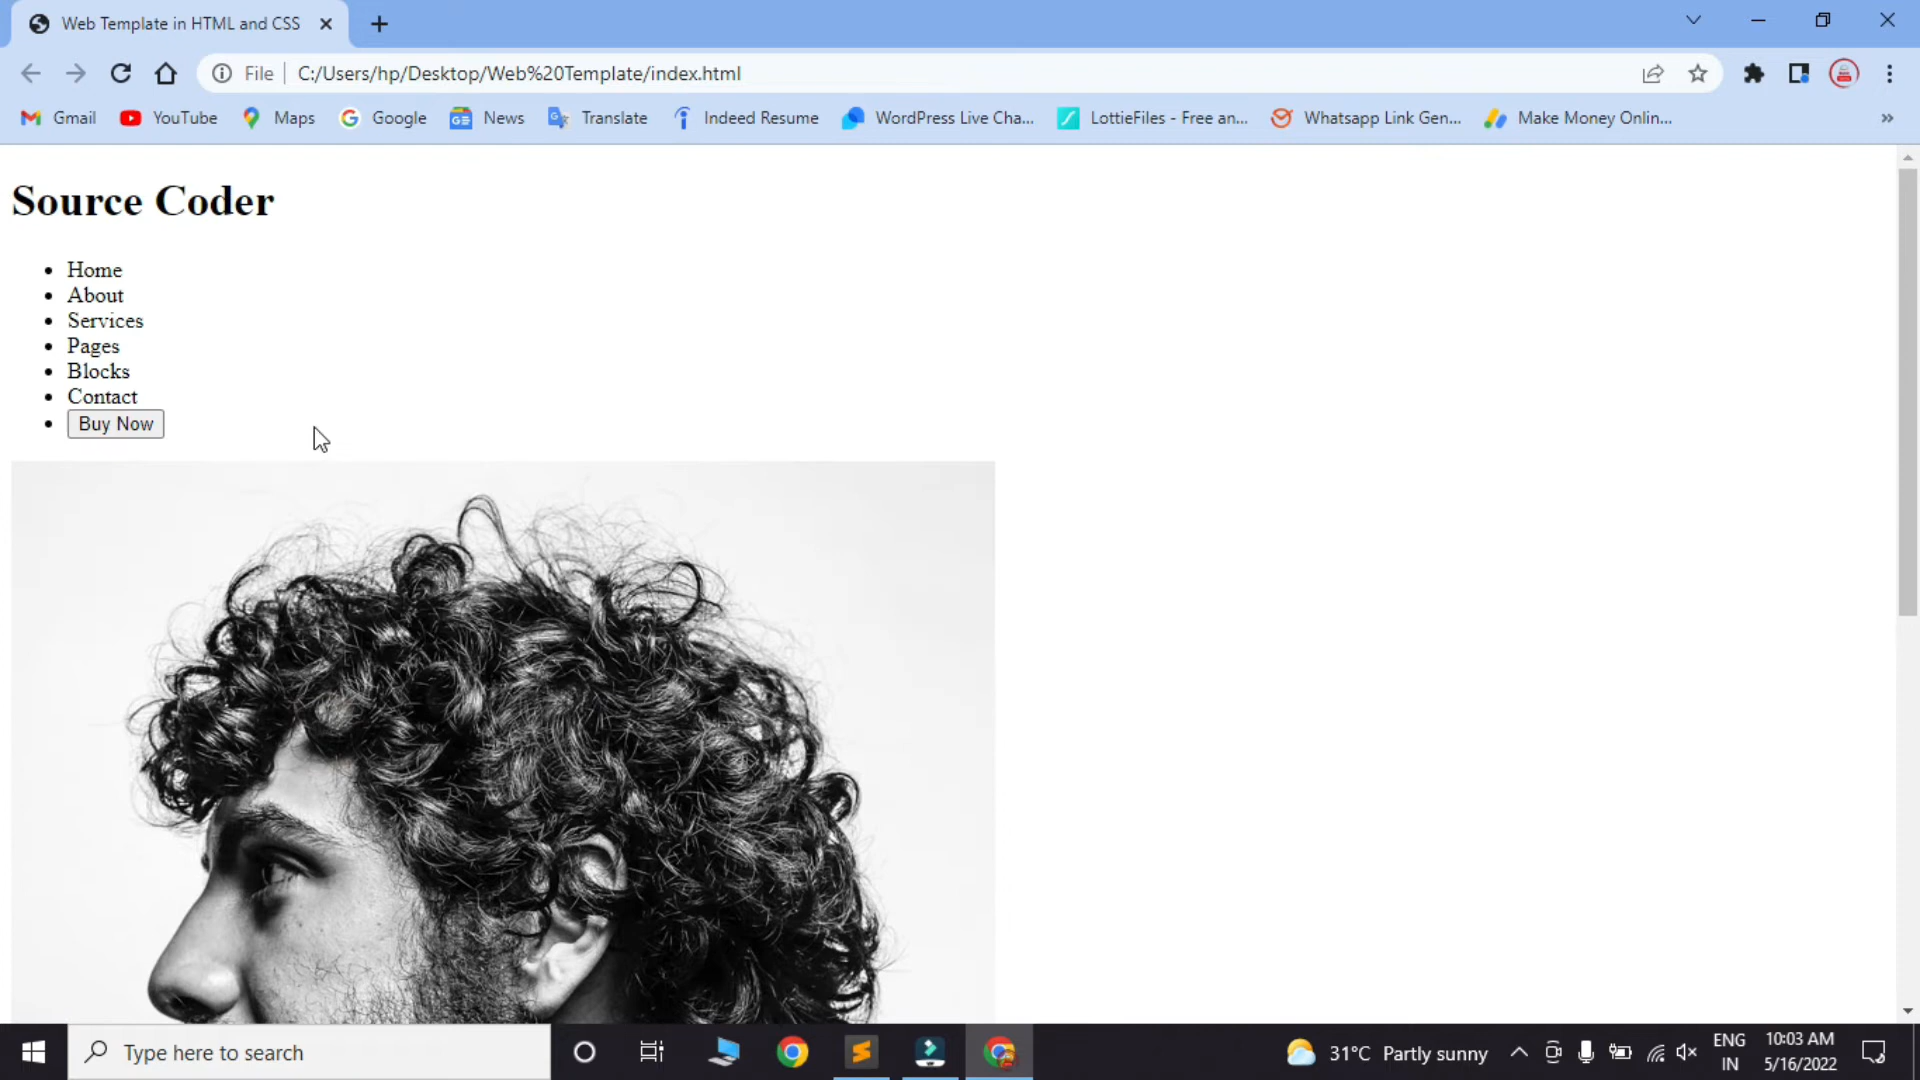 Web Template in HTML and CSS
File C:/Users/hp/Desktop/Web%20Template/index.html
Gmail YouTube Maps Google News Translate Indeed Resume WordPress Live Cha... LottieFiles - Free an... Whatsapp Link Gen... Make Money Onlin... »
Source Coder
Home
About
Services
Pages
Blocks
Contact
Buy Now
Type here to search
31°C Partly sunny
ENG
IN
10:03 AM
5/16/2022